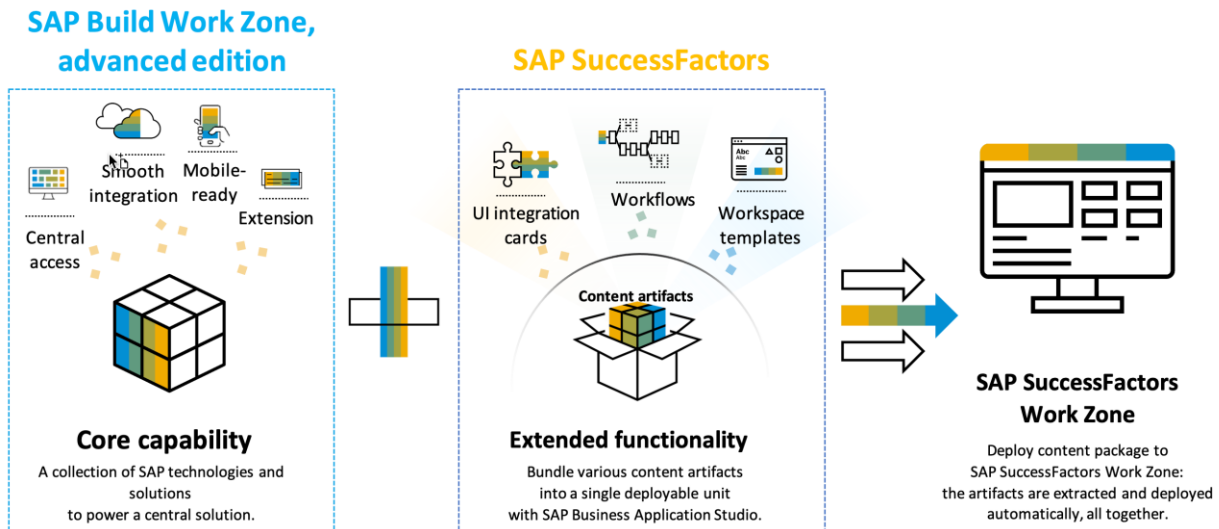 SAP Build Work Zone,
advanced edition
Central
access
Smooth
integration
Mobile-
ready
Extension
Core capability
A collection of SAP technologies and
solutions
to power a central solution.
SAP SuccessFactors
UI integration
cards
Workflows
Abc
Abc
Workspace
templates
Content artifacts
Extended functionality
Bundle various content artifacts
into a single deployable unit
with SAP Business Application Studio.
SAP SuccessFactors
Work Zone
Deploy content package to
SAP SuccessFactors Work Zone:
the artifacts are extracted and deployed
automatically, all together.